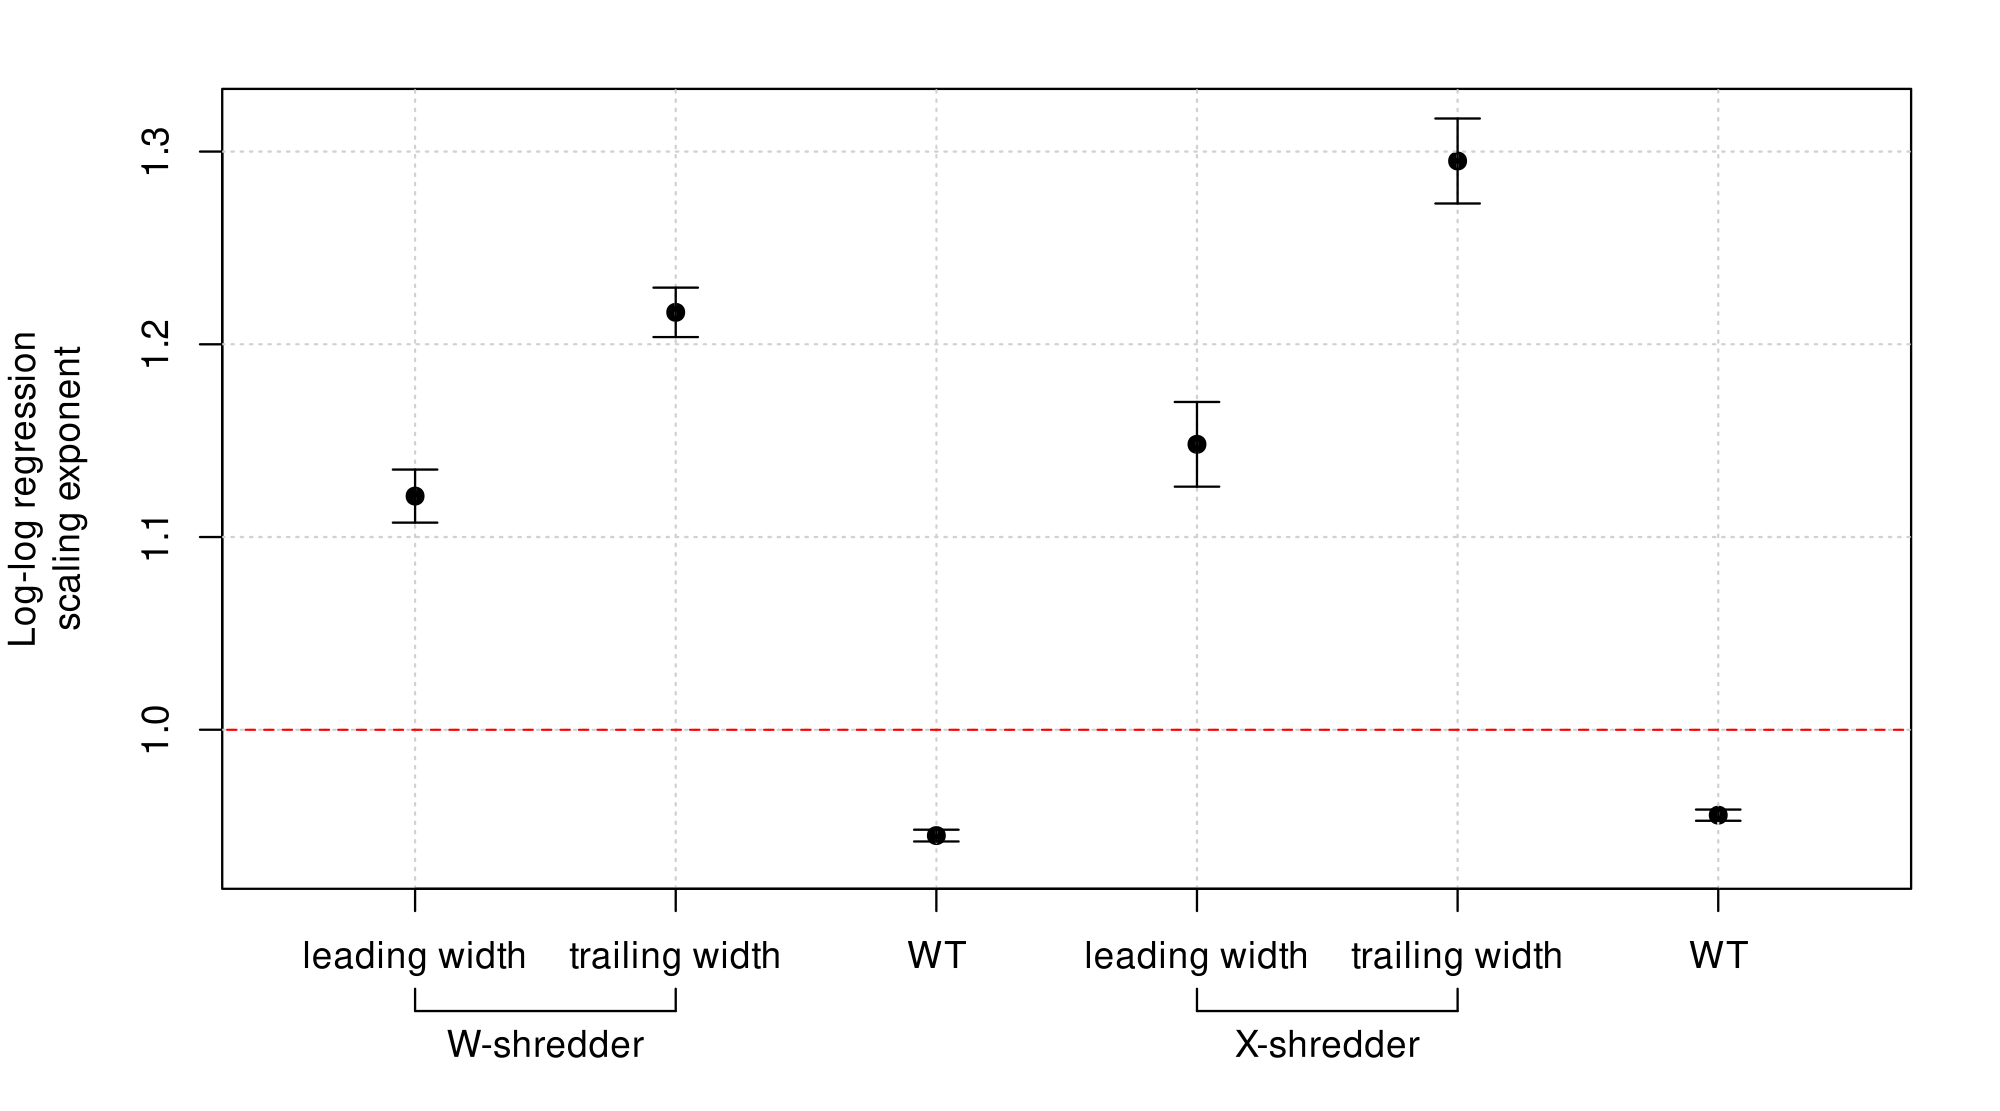 Log-log regression
scaling exponent
1.3
1.2
1.1
1.0
leading width trailing width WT leading width trailing width WT
W-shredder X-shredder